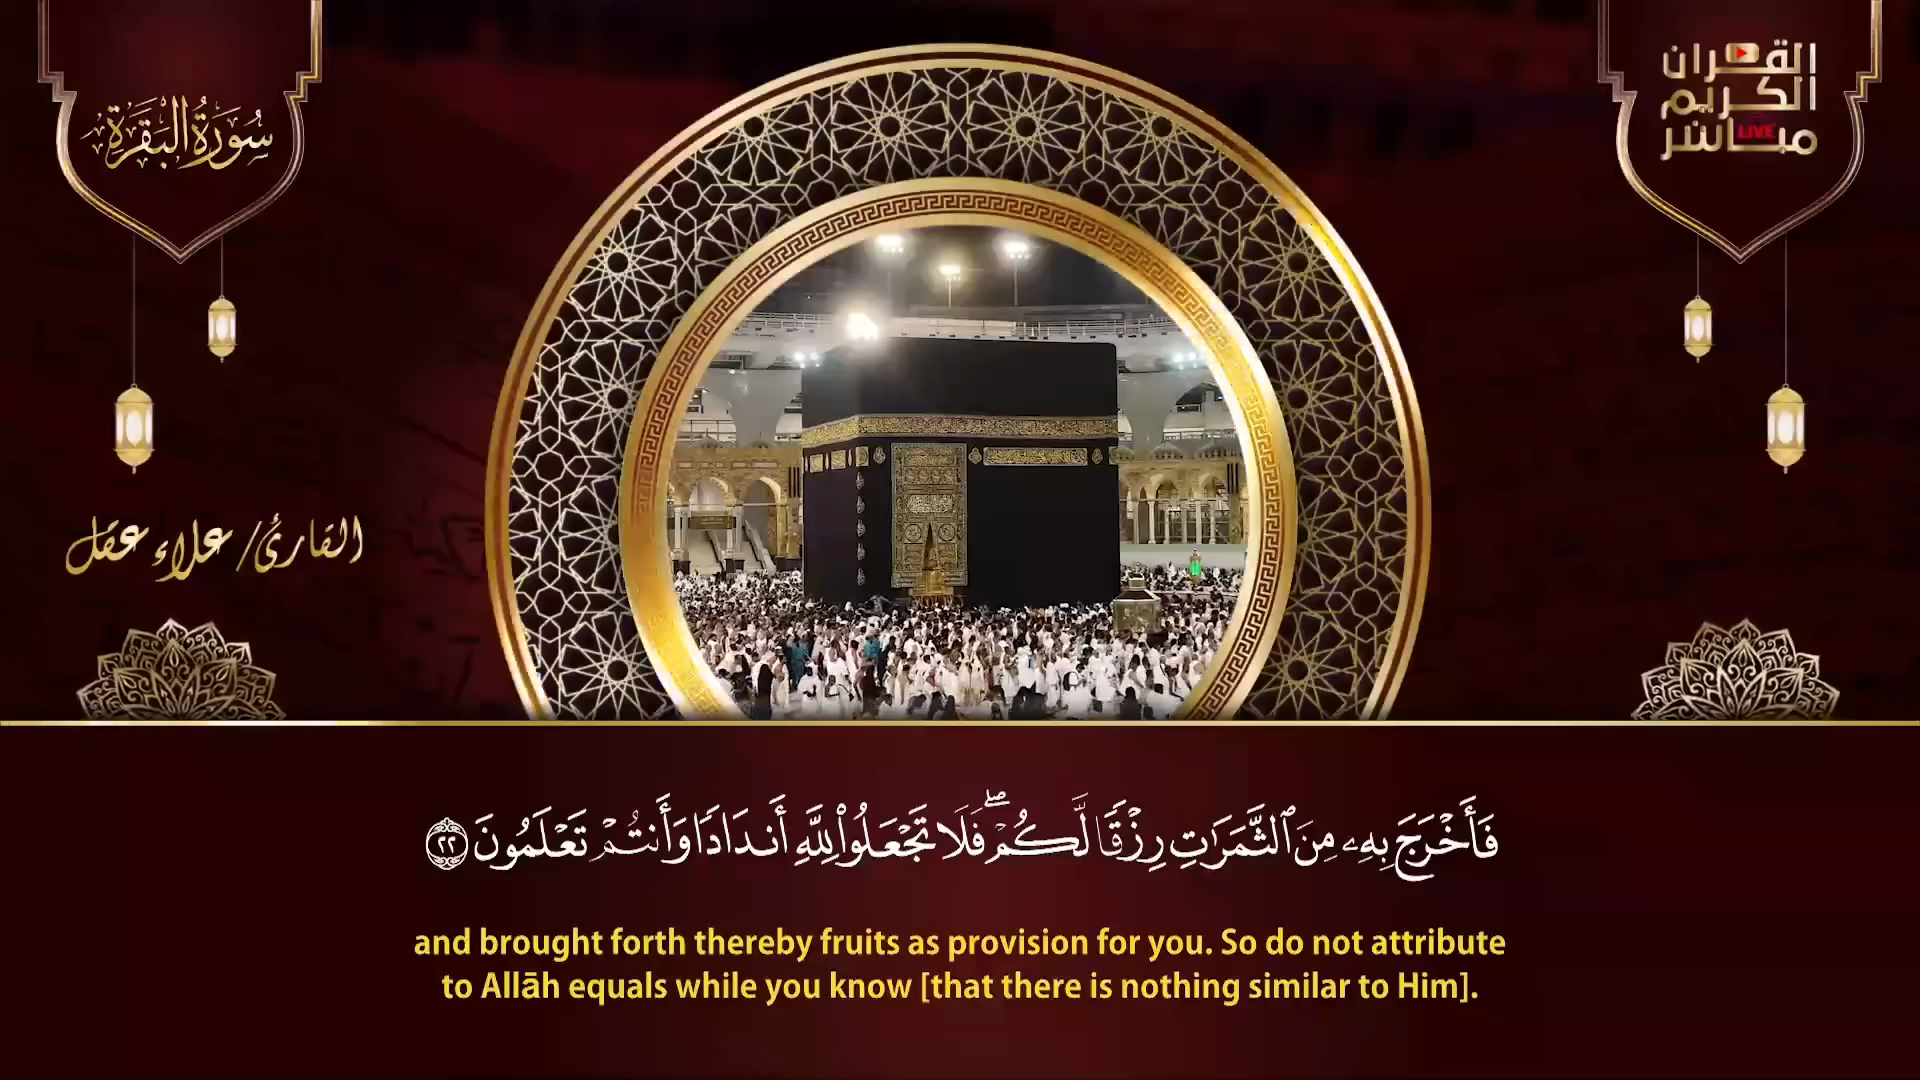 سُورَةُ البَقَرَةِ
القرآن
الكريم
مباشر
LIVE
القارئ/ علاء عقل
فَأَخْرَجَ بِهِۦ مِنَ ٱلثَّمَرَٰتِ رِزْقًا لَّكُمْ ۖ فَلَا تَجْعَلُوا۟ لِلَّهِ أَندَادًا وَأَنتُمْ تَعْلَمُونَ ٢٢
and brought forth thereby fruits as provision for you. So do not attribute
to Allāh equals while you know [that there is nothing similar to Him].